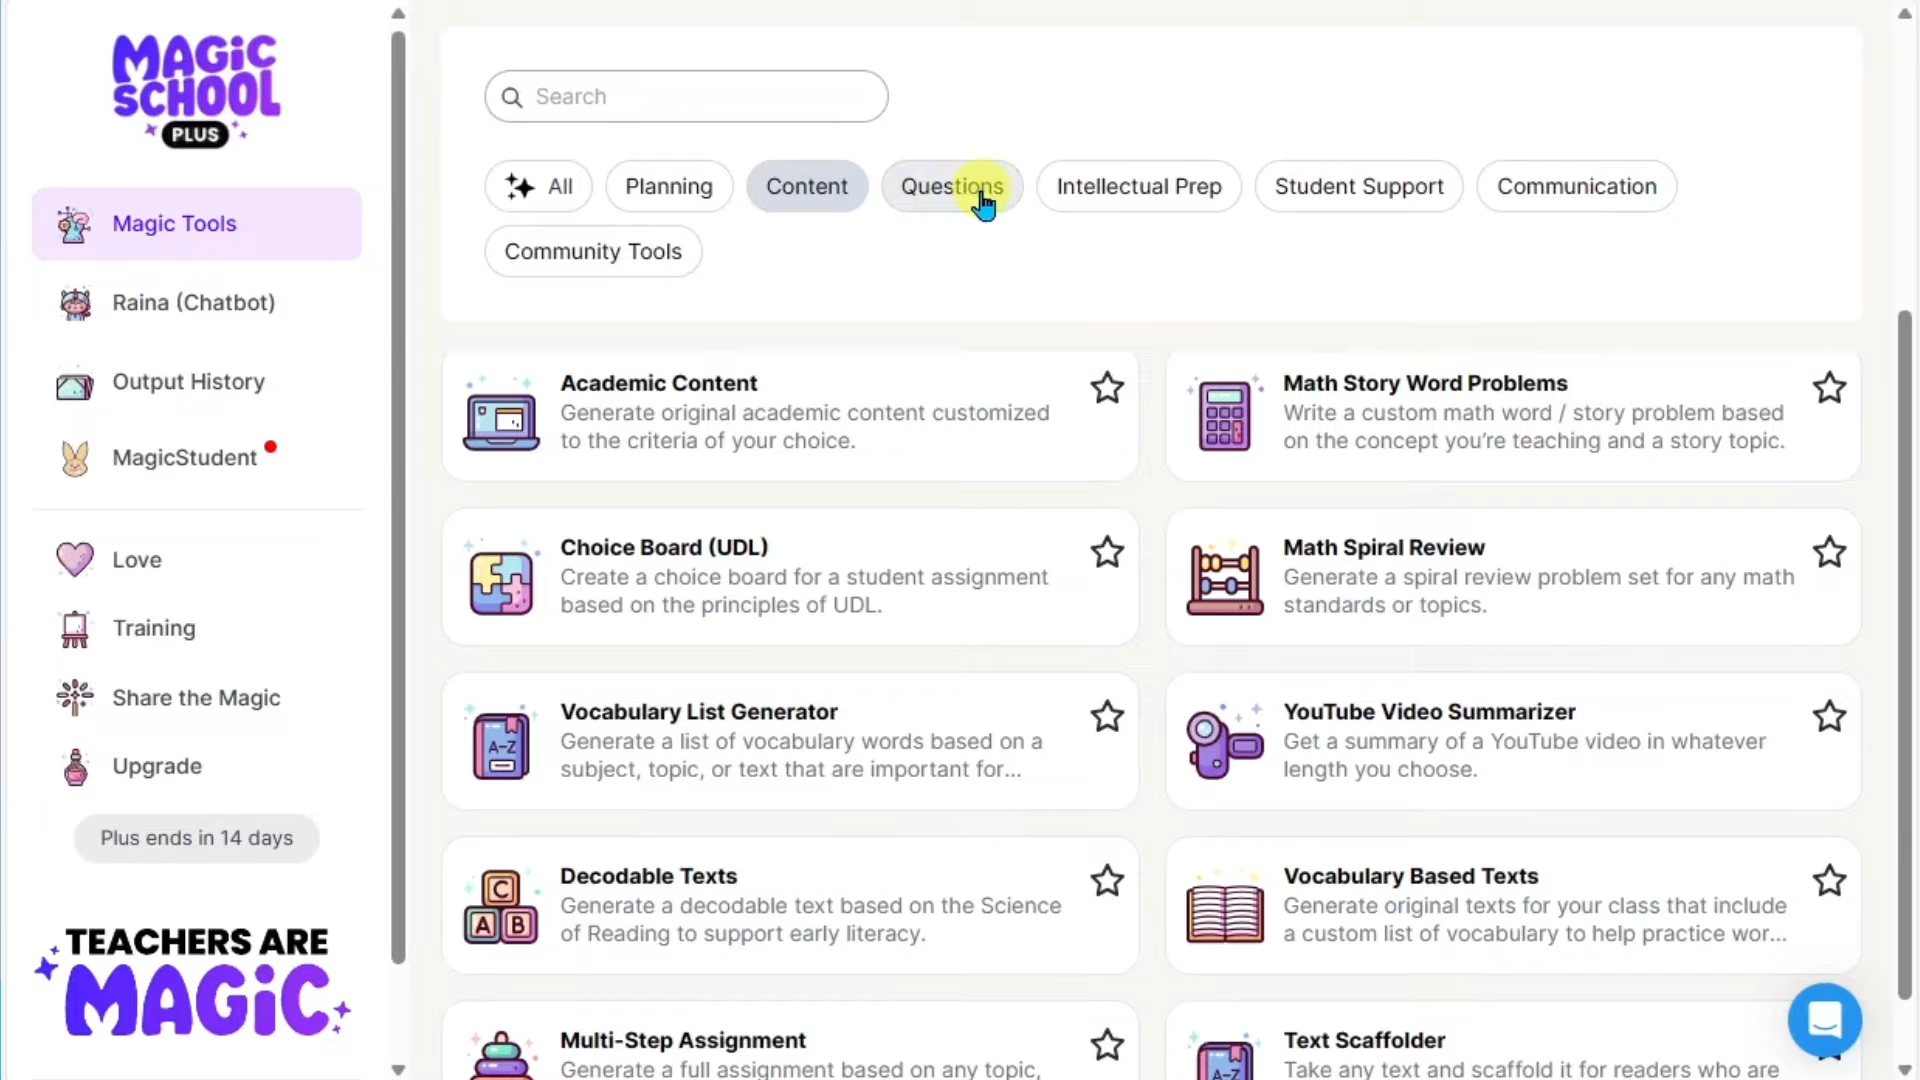 MAGiC
SCHOOL
PLUS
Magic Tools
Raina (Chatbot)
Output History
MagicStudent
Love
Training
Share the Magic
Upgrade
Plus ends in 14 days
TEACHERS ARE
MAGiC
Search
All
Planning
Content
Questions
Intellectual Prep
Student Support
Communication
Community Tools
Academic Content
Generate original academic content customized
to the criteria of your choice.
Math Story Word Problems
Write a custom math word / story problem based
on the concept you're teaching and a story topic.
Choice Board (UDL)
Create a choice board for a student assignment
based on the principles of UDL.
Math Spiral Review
Generate a spiral review problem set for any math
standards or topics.
A-Z
Vocabulary List Generator
Generate a list of vocabulary words based on a
subject, topic, or text that are important for...
YouTube Video Summarizer
Get a summary of a YouTube video in whatever
length you choose.
C
A B
Decodable Texts
Generate a decodable text based on the Science
of Reading to support early literacy.
Vocabulary Based Texts
Generate original texts for your class that include
a custom list of vocabulary to help practice wor...
Multi-Step Assignment
Generate a full assignment based on any topic,
A-Z
Text Scaffolder
Take any text and scaffold it for readers who are